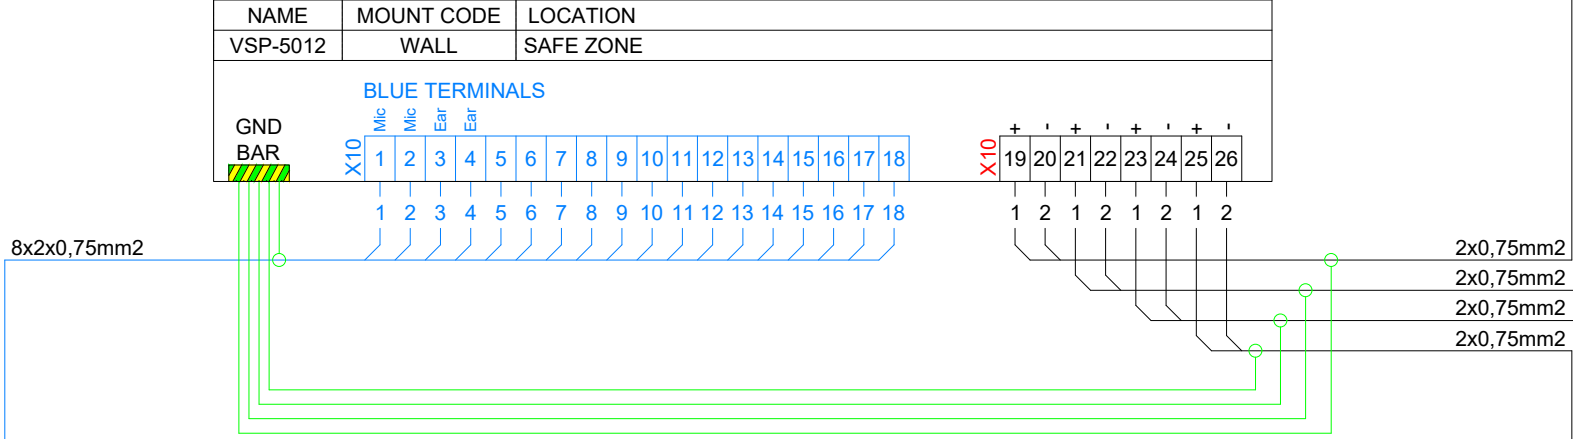 NAME MOUNT CODE LOCATION
VSP-5012 WALL SAFE ZONE
BLUE TERMINALS
Mic Mic Ear Ear + - + - + - + -
GND
BAR
X10 1 2 3 4 5 6 7 8 9 10 11 12 13 14 15 16 17 18 X10 19 20 21 22 23 24 25 26
1 2 3 4 5 6 7 8 9 10 11 12 13 14 15 16 17 18 1 2 1 2 1 2 1 2
8x2x0,75mm2 2x0,75mm2
2x0,75mm2
2x0,75mm2
2x0,75mm2